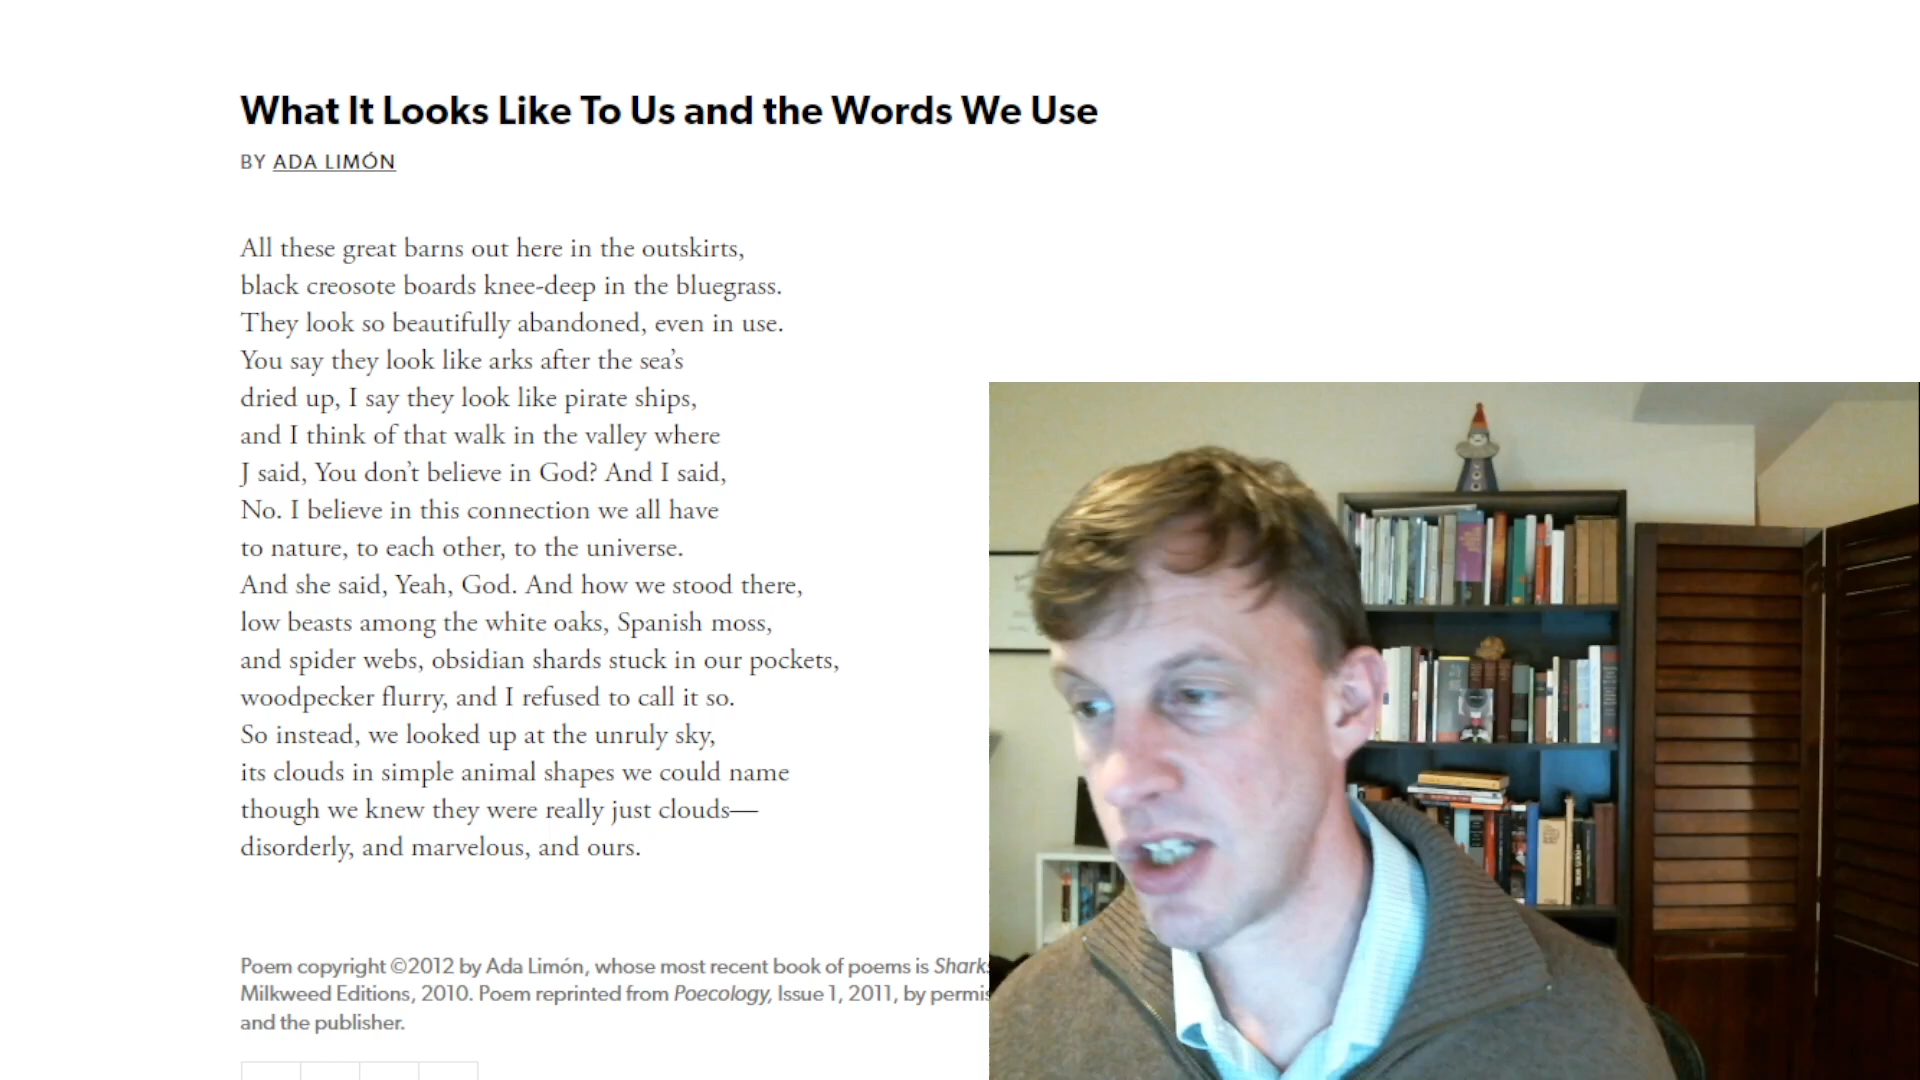 What It Looks Like To Us and the Words We Use
BY ADA LIMÓN
All these great barns out here in the outskirts,
black creosote boards knee-deep in the bluegrass.
They look so beautifully abandoned, even in use.
You say they look like arks after the sea’s
dried up, I say they look like pirate ships,
and I think of that walk in the valley where
J said, You don’t believe in God? And I said,
No. I believe in this connection we all have
to nature, to each other, to the universe.
And she said, Yeah, God. And how we stood there,
low beasts among the white oaks, Spanish moss,
and spider webs, obsidian shards stuck in our pockets,
woodpecker flurry, and I refused to call it so.
So instead, we looked up at the unruly sky,
its clouds in simple animal shapes we could name
though we knew they were really just clouds—
disorderly, and marvelous, and ours.
Poem copyright ©2012 by Ada Limón, whose most recent book of poems is Sharks
Milkweed Editions, 2010. Poem reprinted from Poecology, Issue 1, 2011, by permis
and the publisher.